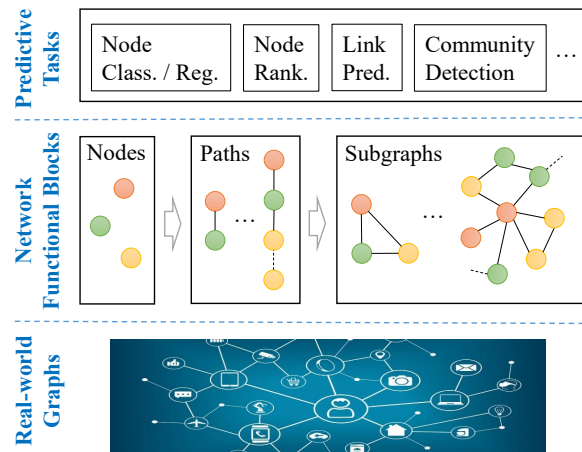 Predictive
Tasks
Node
Class. / Reg.
Node
Rank.
Link
Pred.
Community
Detection
...
Network
Functional Blocks
Nodes
Paths
...
Subgraphs
...
Real-world
Graphs